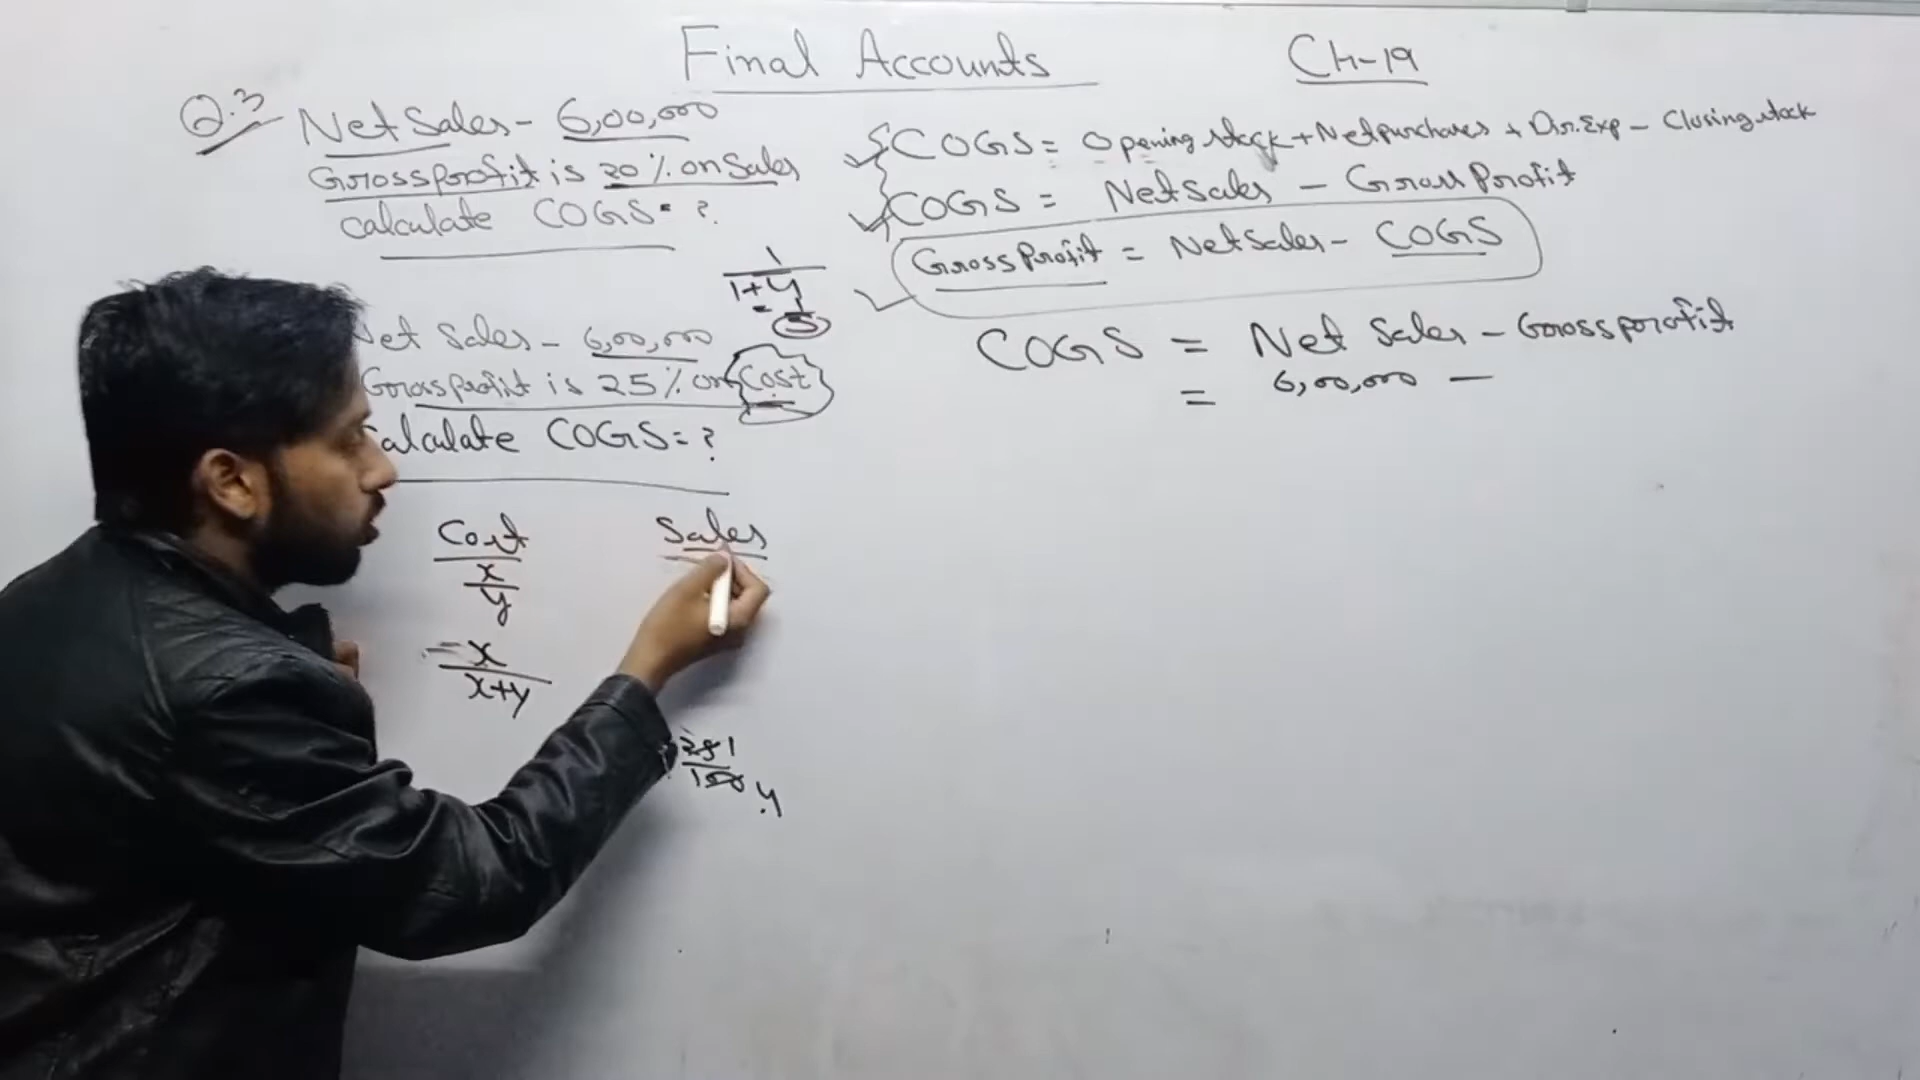 Final Accounts
Ch-19
Q.3 Net Sales - 6,00,000
Gross profit is 20% on Sales
Calculate COGS = ?
COGS = Opening stock + Net purchases + Dir. Exp - Closing stock
COGS = Net Sales - Gross Profit
Gross Profit = Net Sales - COGS
COGS = Net Sales - Gross profit
= 6,00,000 -
1
1+4
5
Net Sales - 6,00,000
Gross profit is 25% on Cost
Calculate COGS = ?
Cost
x
y
x
x+y
Sales
25 1
100 4